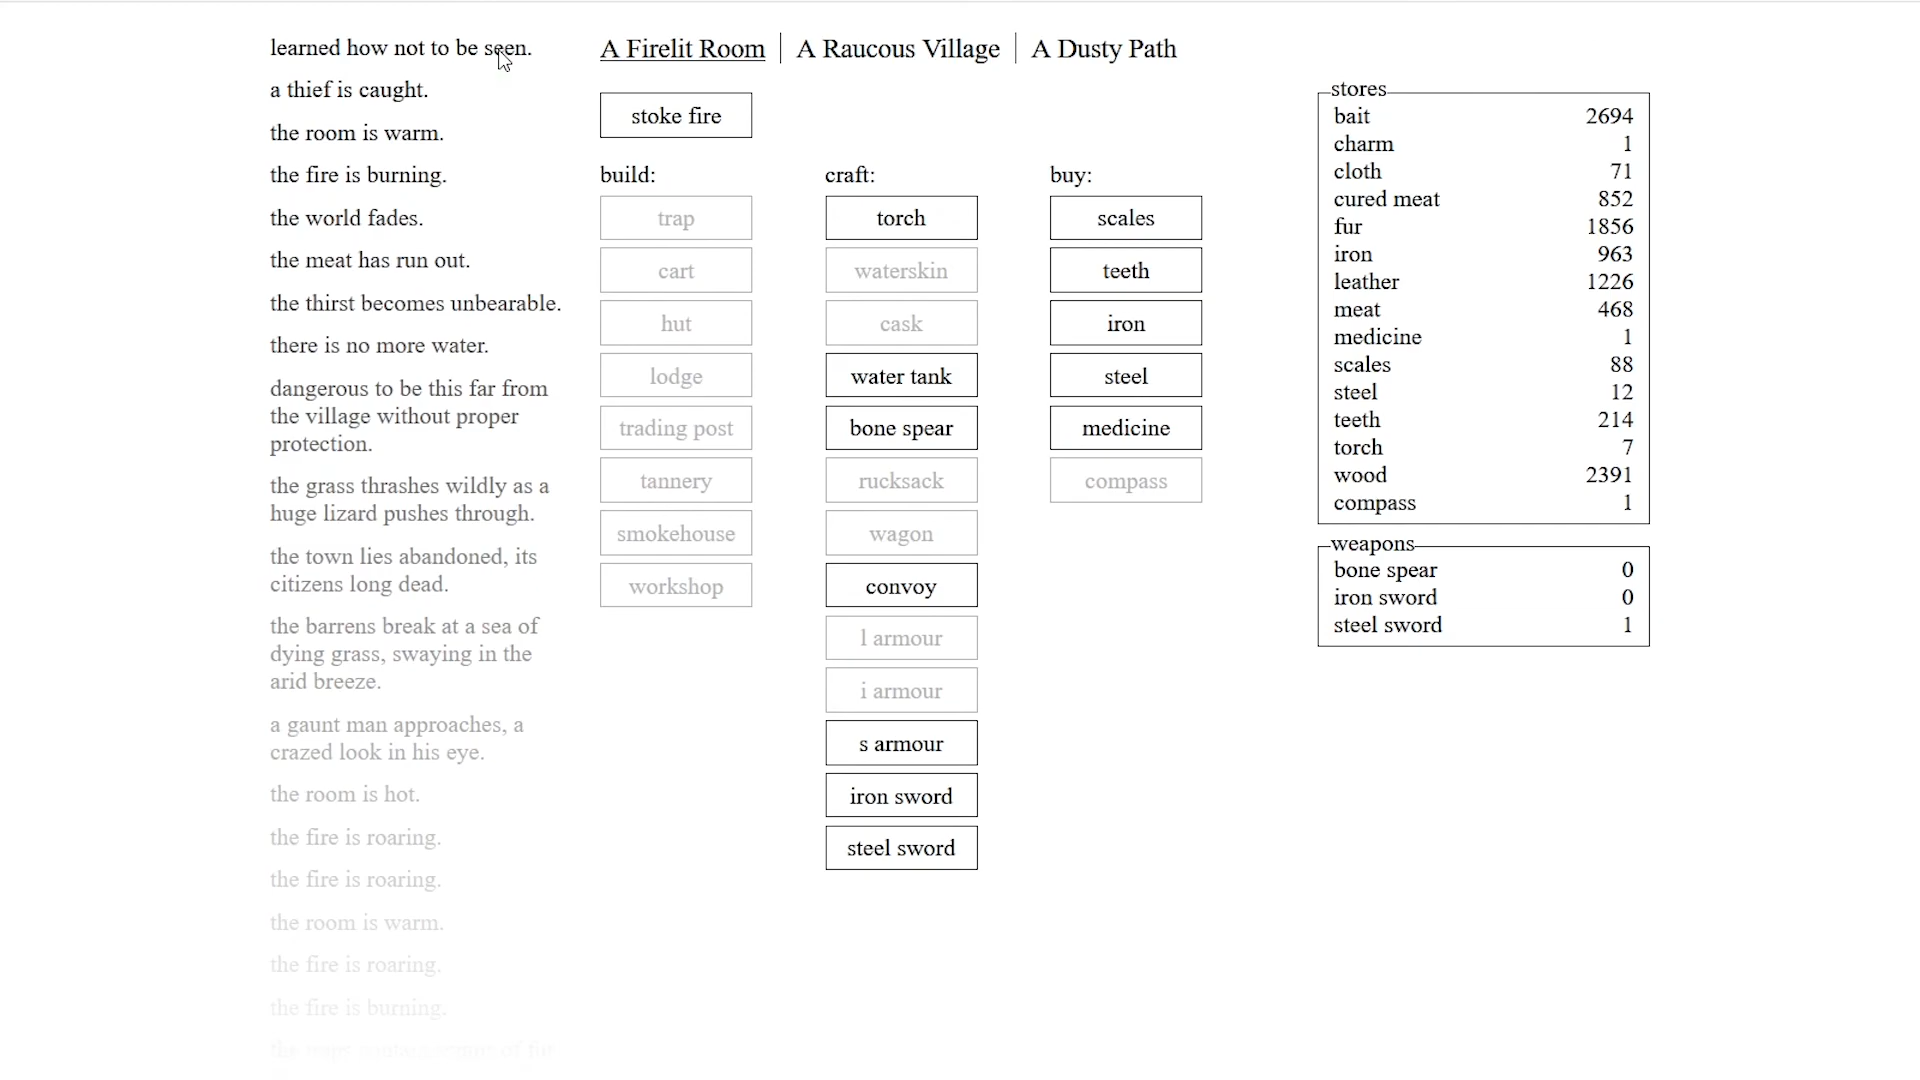 learned how not to be seen.
a thief is caught.
the room is warm.
the fire is burning.
the world fades.
the meat has run out.
the thirst becomes unbearable.
there is no more water.
dangerous to be this far from
the village without proper
protection.
the grass thrashes wildly as a
huge lizard pushes through.
the town lies abandoned, its
citizens long dead.
the barrens break at a sea of
dying grass, swaying in the
arid breeze.
a gaunt man approaches, a
crazed look in his eye.
the room is hot.
the fire is roaring.
the fire is roaring.
the room is warm.
the fire is roaring.
the fire is burning.
A Firelit Room
A Raucous Village
A Dusty Path
stoke fire
build:
trap
cart
hut
lodge
trading post
tannery
smokehouse
workshop
craft:
torch
waterskin
cask
water tank
bone spear
rucksack
wagon
convoy
l armour
i armour
s armour
iron sword
steel sword
buy:
scales
teeth
iron
steel
medicine
compass
stores
bait 2694
charm 1
cloth 71
cured meat 852
fur 1856
iron 963
leather 1226
meat 468
medicine 1
scales 88
steel 12
teeth 214
torch 7
wood 2391
compass 1
weapons
bone spear 0
iron sword 0
steel sword 1